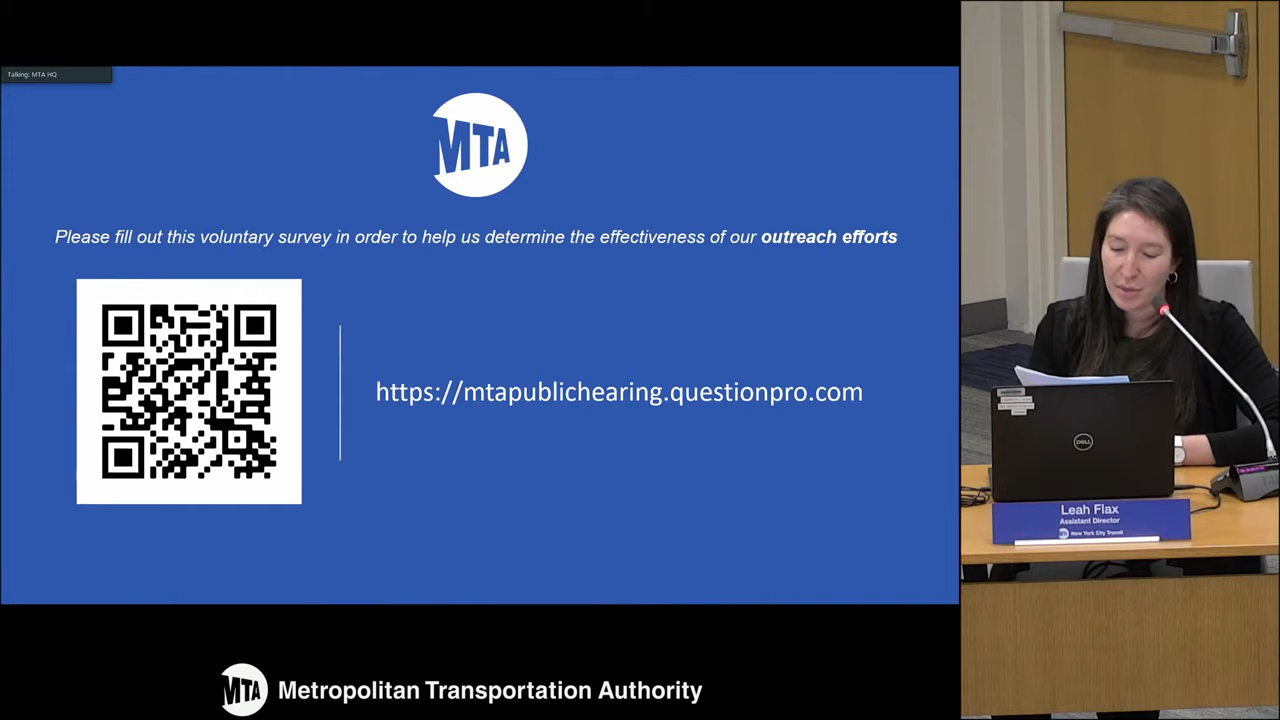 Talking: MTA HQ
MTA
Please fill out this voluntary survey in order to help us determine the effectiveness of our outreach efforts
https://mtapublichearing.questionpro.com
DELL
Leah Flax
Assistant Director
MTA New York City Transit
MTA Metropolitan Transportation Authority